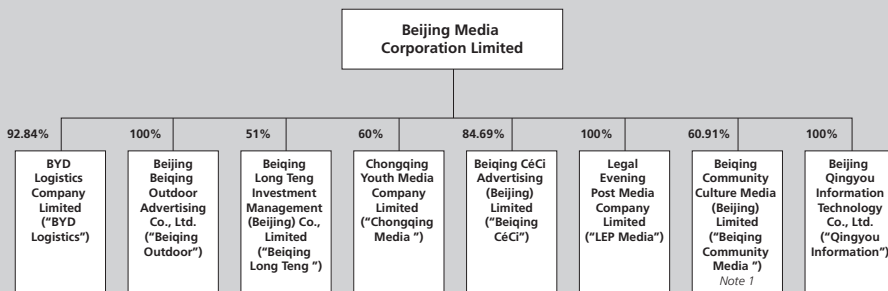 Beijing Media
Corporation Limited
92.84%
100%
51%
60%
84.69%
100%
60.91%
100%
BYD
Logistics
Company
Limited
(“BYD
Logistics”)
Beijing
Beiqing
Outdoor
Advertising
Co., Ltd.
(“Beiqing
Outdoor”)
Beiqing
Long Teng
Investment
Management
(Beijing) Co.,
Limited
(“Beiqing
Long Teng ”)
Chongqing
Youth Media
Company
Limited
(“Chongqing
Media ”)
Beiqing CéCi
Advertising
(Beijing)
Limited
(“Beiqing
CéCi”)
Legal
Evening
Post Media
Company
Limited
(“LEP Media”)
Beiqing
Community
Culture Media
(Beijing)
Limited
(“Beiqing
Community
Media ”)
Note 1
Beijing
Qingyou
Information
Technology
Co., Ltd.
(“Qingyou
Information”)